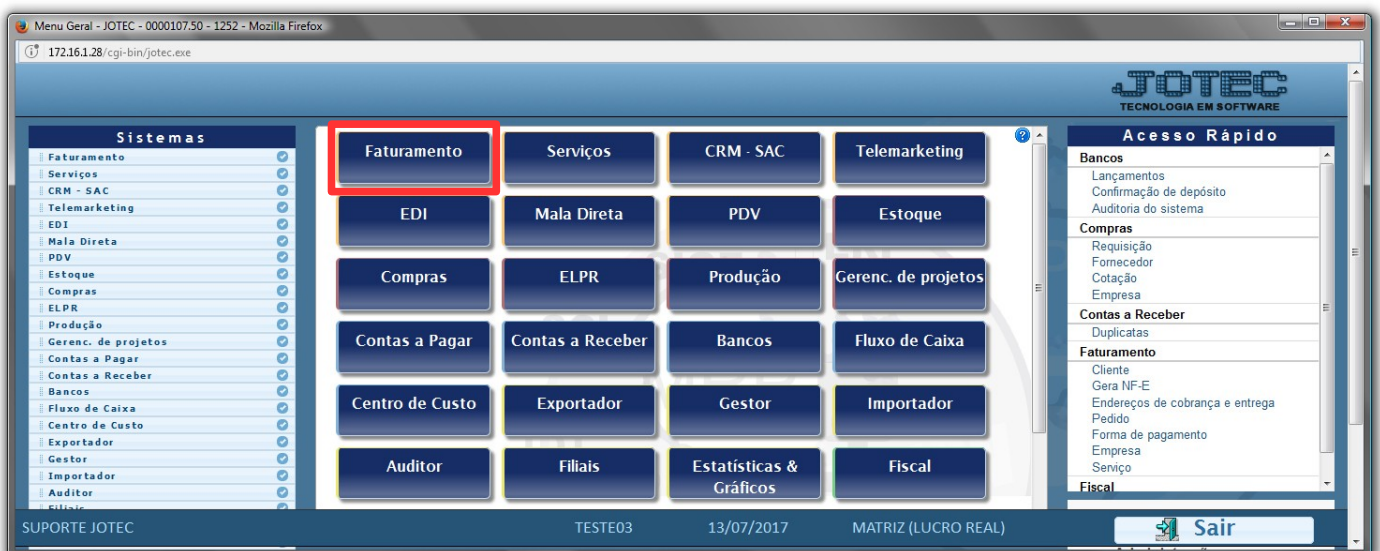 Menu Geral - JOTEC - 0000107.50 - 1252 - Mozilla Firefox
172.16.1.28/cgi-bin/jotec.exe
JOTEC
TECNOLOGIA EM SOFTWARE
Sistemas
Faturamento
Serviços
CRM - SAC
Telemarketing
EDI
Mala Direta
PDV
Estoque
Compras
ELPR
Produção
Gerenc. de projetos
Contas a Pagar
Contas a Receber
Bancos
Fluxo de Caixa
Centro de Custo
Exportador
Gestor
Importador
Auditor
Filiais
Faturamento
Serviços
CRM - SAC
Telemarketing
EDI
Mala Direta
PDV
Estoque
Compras
ELPR
Produção
Gerenc. de projetos
Contas a Pagar
Contas a Receber
Bancos
Fluxo de Caixa
Centro de Custo
Exportador
Gestor
Importador
Auditor
Filiais
Estatísticas &
Gráficos
Fiscal
Acesso Rápido
Bancos
Lançamentos
Confirmação de depósito
Auditoria do sistema
Compras
Requisição
Fornecedor
Cotação
Empresa
Contas a Receber
Duplicatas
Faturamento
Cliente
Gera NF-E
Endereços de cobrança e entrega
Pedido
Forma de pagamento
Empresa
Serviço
Fiscal
SUPORTE JOTEC
TESTE03
13/07/2017
MATRIZ (LUCRO REAL)
Sair